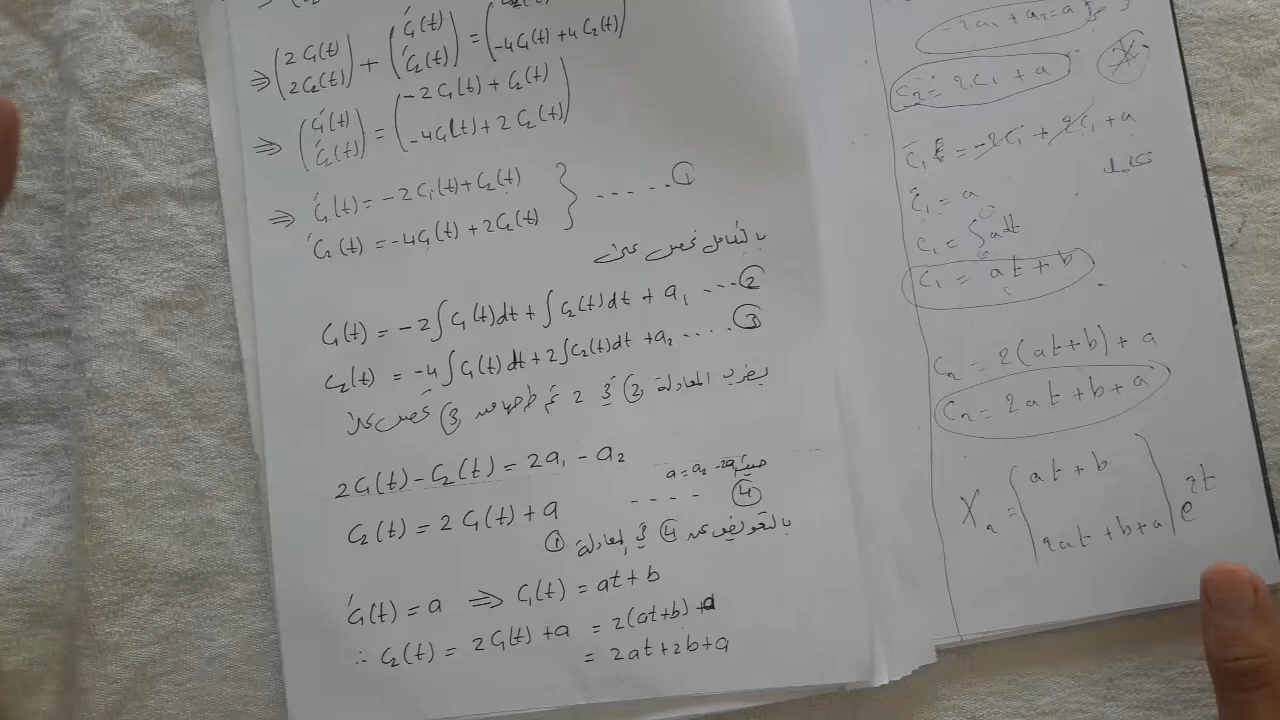 ⇒ (2C₁(t) 2C₂(t)) + (C₁′(t) C₂′(t)) = ( -4C₁(t) + 4C₂(t))
⇒ (C₁′(t) C₂′(t)) = (-2C₁(t) + C₂(t) -4C₁(t) + 2C₂(t))
⇒ C₁′(t) = -2C₁(t) + C₂(t)
C₂′(t) = -4C₁(t) + 2C₂(t) } ...... ①
بالتكامل نحصل على
C₁(t) = -2∫C₁(t)dt + ∫C₂(t)dt + a₁ ---- ②
C₂(t) = -4∫C₁(t)dt + 2∫C₂(t)dt + a₂ ..... ③
بضرب المعادلة ② في 2 ثم طرحها من ③ نحصل على
2C₁(t) - C₂(t) = 2a₁ - a₂
حيث a = a₂ - 2a₁
C₂(t) = 2C₁(t) + a ---- ④
بالتعويض عن ④ في المعادلة ①
C₁′(t) = a ⇒ C₁(t) = at + b
∴ C₂(t) = 2C₁(t) + a = 2(at+b) + a
= 2at + 2b + a
-2a₁ + a₂ = a
C₂ = 2C₁ + a
C₁ = -2C₁ + 2C₁ + a
تكامل
C₁ = a
C₁ = ∫adt
C₁ = at + b
C₂ = 2(at+b) + a
C₂ = 2at + b + a
X = (at + b 2at + b + a) e²ᵗ